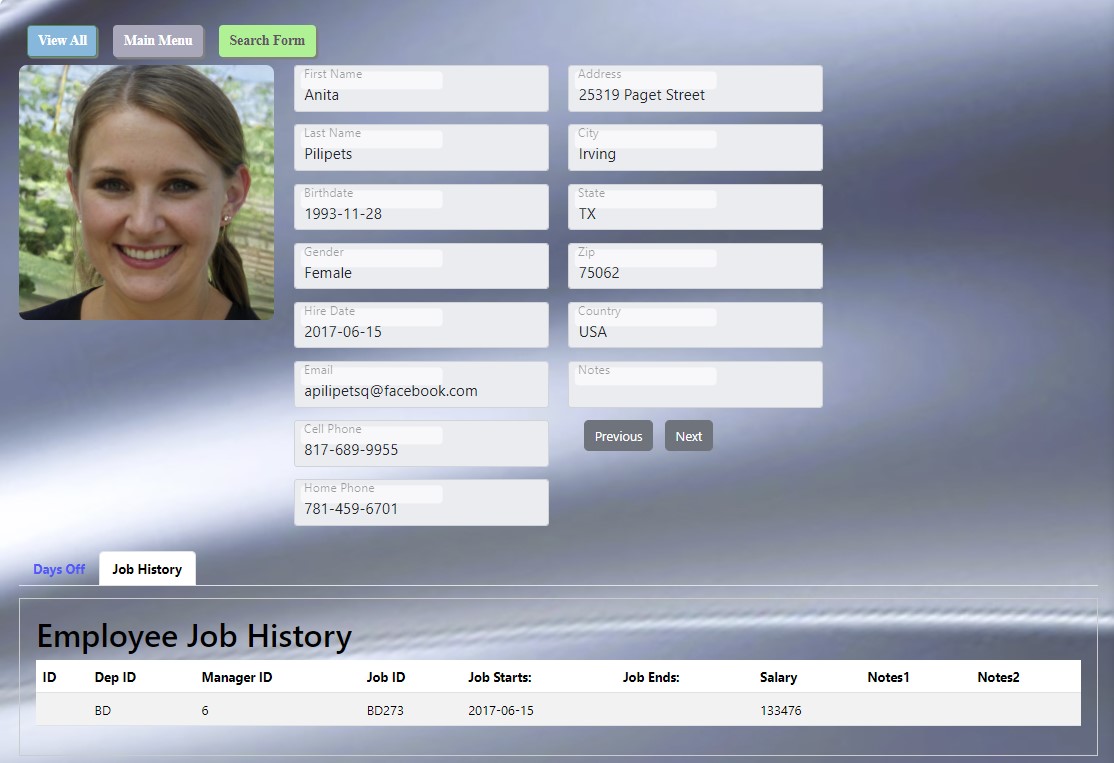 View All Main Menu Search Form
First Name
Anita
Last Name
Pilipets
Birthdate
1993-11-28
Gender
Female
Hire Date
2017-06-15
Email
apilipetsq@facebook.com
Cell Phone
817-689-9955
Home Phone
781-459-6701
Address
25319 Paget Street
City
Irving
State
TX
Zip
75062
Country
USA
Notes
Previous Next
Days Off Job History
Employee Job History
ID Dep ID Manager ID Job ID Job Starts: Job Ends: Salary Notes1 Notes2
BD 6 BD273 2017-06-15 133476